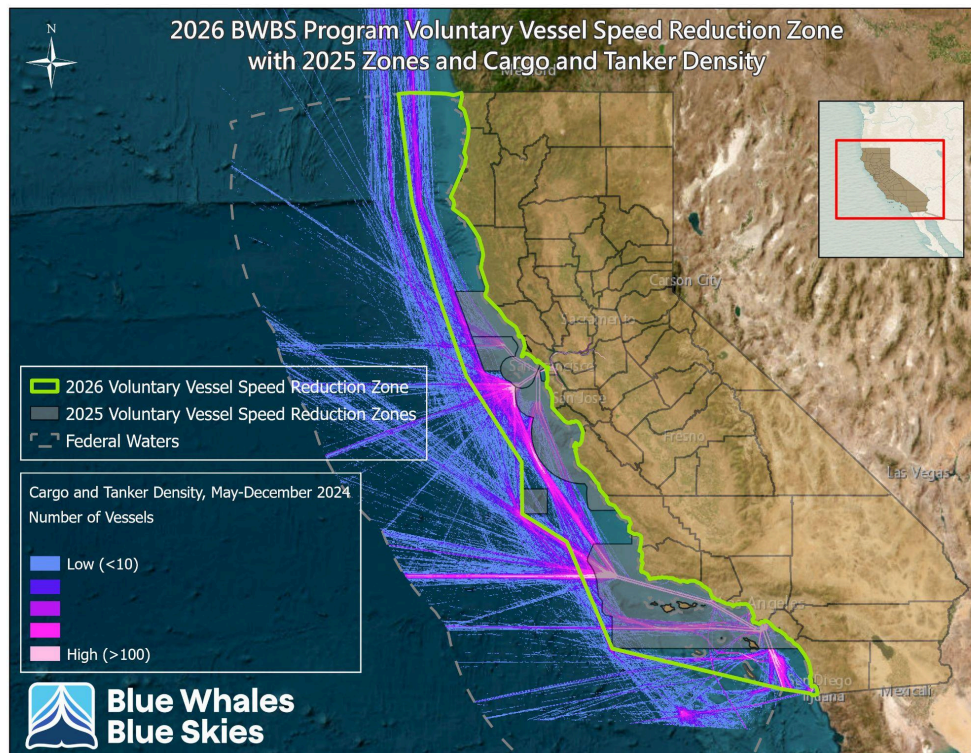 2026 BWBS Program Voluntary Vessel Speed Reduction Zone
with 2025 Zones and Cargo and Tanker Density
N
Medford
Carson City
Sacramento
San Francisco
San Jose
Fresno
Las Vegas
Angeles
San Diego
Tijuana
Mexicali
2026 Voluntary Vessel Speed Reduction Zone
2025 Voluntary Vessel Speed Reduction Zones
Federal Waters
Cargo and Tanker Density, May-December 2024
Number of Vessels
Low (<10)
High (>100)
Blue Whales
Blue Skies